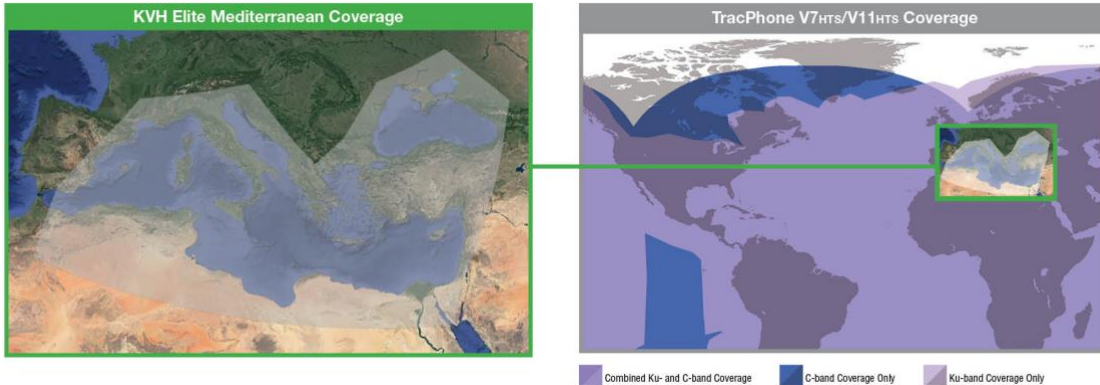 KVH Elite Mediterranean Coverage
TracPhone V7HTS/V11HTS Coverage
Combined Ku- and C-band Coverage
C-band Coverage Only
Ku-band Coverage Only